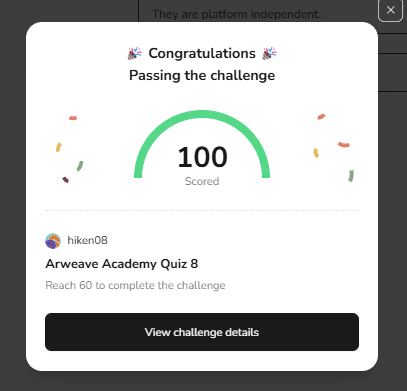 They are platform independent.
Congratulations
Passing the challenge
100
Scored
hiken08
Arweave Academy Quiz 8
Reach 60 to complete the challenge
View challenge details